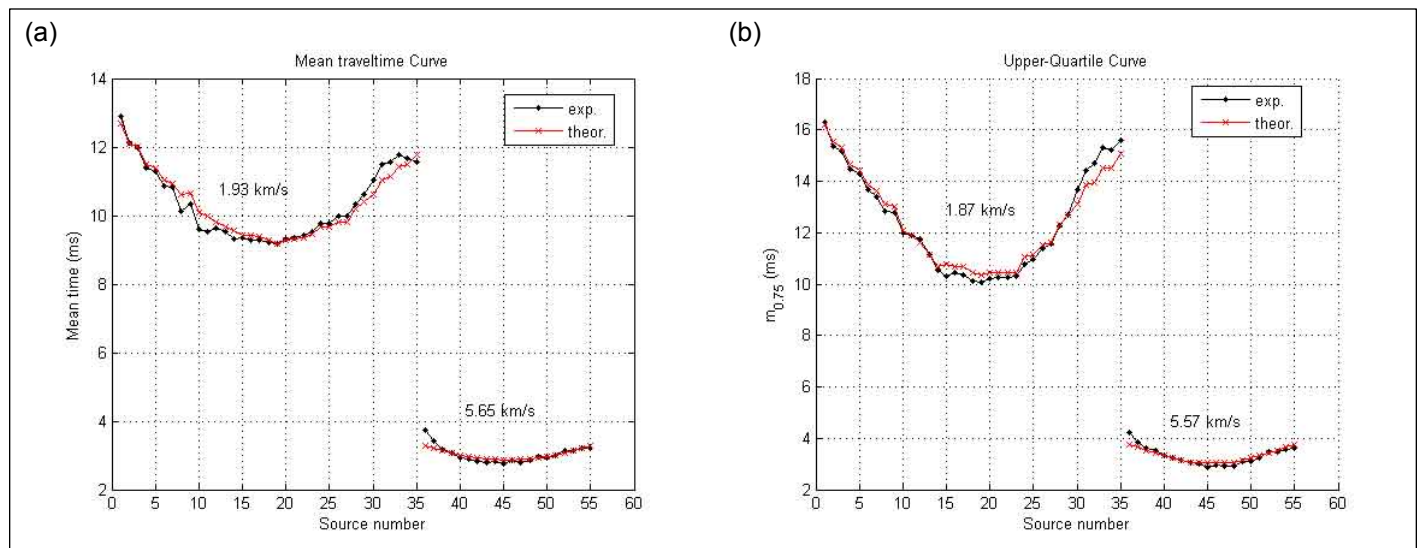 (a)
Mean traveltime Curve
14
12
10
8
6
4
2
Mean time (ms)
exp.
theor.
1.93 km/s
5.65 km/s
0 5 10 15 20 25 30 35 40 45 50 55 60
Source number
(b)
Upper-Quartile Curve
18
16
14
12
10
8
6
4
2
m0.75 (ms)
exp.
theor.
1.87 km/s
5.57 km/s
0 5 10 15 20 25 30 35 40 45 50 55 60
Source number